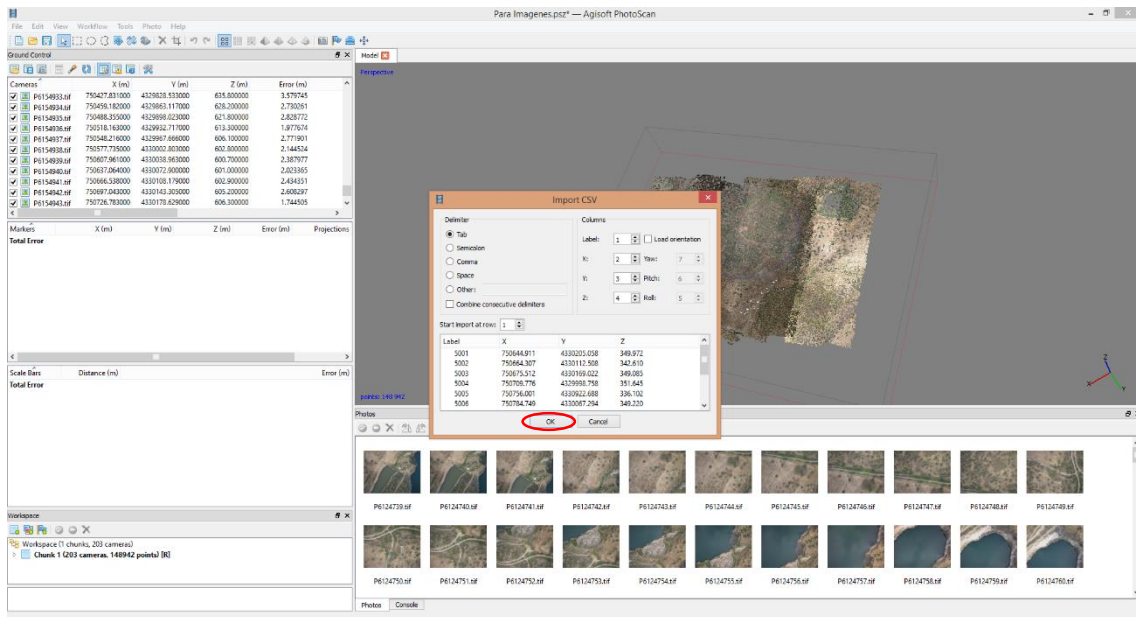 Para Imagenes.psz* — Agisoft PhotoScan
File Edit View Workflow Tools Photo Help
Ground Control
Cameras X (m) Y (m) Z (m) Error (m)
P6154933.tif 750427.831000 4329828.533000 635.800000 3.579745
P6154934.tif 750459.182000 4329863.117000 628.200000 2.730261
P6154935.tif 750488.355000 4329898.023000 621.800000 2.828772
P6154936.tif 750518.163000 4329932.717000 613.300000 1.977674
P6154937.tif 750548.216000 4329967.666000 606.100000 2.771901
P6154938.tif 750577.735000 4330002.803000 602.800000 2.144524
P6154939.tif 750607.961000 4330038.963000 600.700000 2.387977
P6154940.tif 750637.064000 4330072.900000 601.000000 2.023365
P6154941.tif 750666.538000 4330108.179000 602.900000 2.434351
P6154942.tif 750697.043000 4330143.305000 605.200000 2.608297
P6154943.tif 750726.783000 4330178.629000 606.300000 1.744505
Markers X (m) Y (m) Z (m) Error (m) Projections
Total Error
Scale Bars Distance (m) Error (m)
Total Error
Workspace
Workspace (1 chunks, 203 cameras)
Chunk 1 (203 cameras, 148942 points) [R]
Model
Perspective
points: 148 942
Z
X
Y
Import CSV
Delimiter
Tab
Semicolon
Comma
Space
Other:
Combine consecutive delimiters
Columns
Label: 1 Load orientation
X: 2 Yaw: 7
Y: 3 Pitch: 6
Z: 4 Roll: 5
Start import at row: 1
Label X Y Z
5001 750644.911 4330205.058 349.972
5002 750664.307 4330112.508 342.610
5003 750675.512 4330169.022 349.085
5004 750709.776 4329998.758 351.645
5005 750756.001 4330922.688 336.102
5006 750784.749 4330067.294 349.220
OK Cancel
Photos
P6124739.tif P6124740.tif P6124741.tif P6124742.tif P6124743.tif P6124744.tif P6124745.tif P6124746.tif P6124747.tif P6124748.tif P6124749.tif
P6124750.tif P6124751.tif P6124752.tif P6124753.tif P6124754.tif P6124755.tif P6124756.tif P6124757.tif P6124758.tif P6124759.tif P6124760.tif
Photos Console